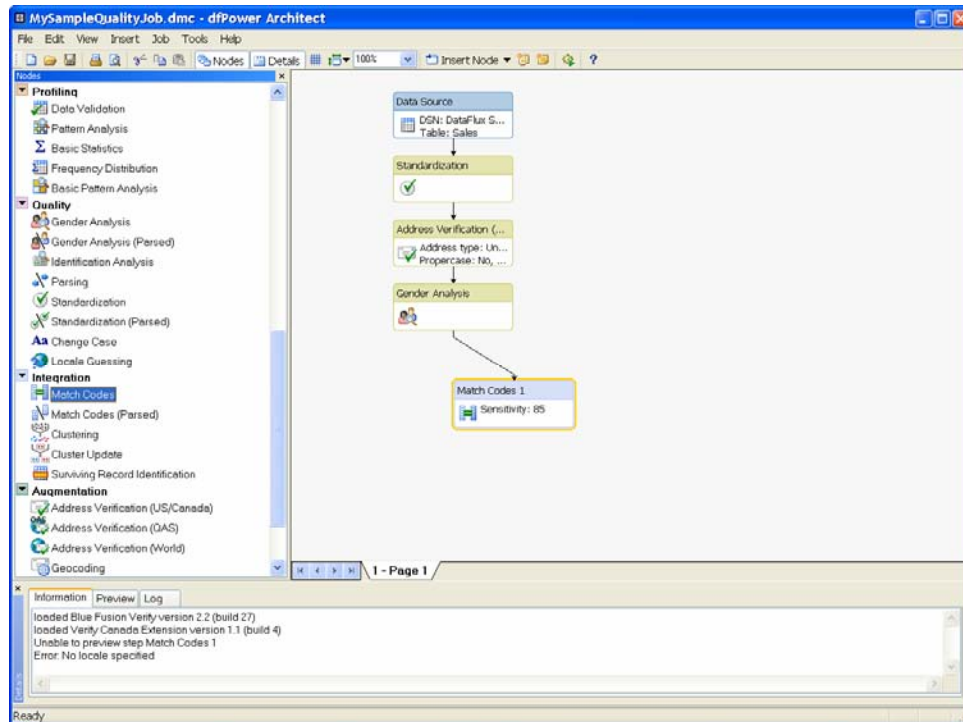 MySampleQualityJob.dmc - dfPower Architect
File Edit View Insert Job Tools Help
Nodes Details 100% Insert Node ?
Nodes
Profiling
Data Validation
Pattern Analysis
Basic Statistics
Frequency Distribution
Basic Pattern Analysis
Quality
Gender Analysis
Gender Analysis (Parsed)
Identification Analysis
Parsing
Standardization
Standardization (Parsed)
Aa Change Case
Locale Guessing
Integration
Match Codes
Match Codes (Parsed)
Clustering
Cluster Update
Surviving Record Identification
Augmentation
Address Verification (US/Canada)
Address Verification (QAS)
Address Verification (World)
Geocoding
Data Source
DSN: DataFlux S...
Table: Sales
Standardization
Address Verification (...
Address type: Un...
Propercase: No, ...
Gender Analysis
Match Codes 1
Sensitivity: 85
1 - Page 1
Information Preview Log
loaded Blue Fusion Verify version 2.2 (build 27)
loaded Verify Canada Extension version 1.1 (build 4)
Unable to preview step Match Codes 1
Error: No locale specified
Details
Ready